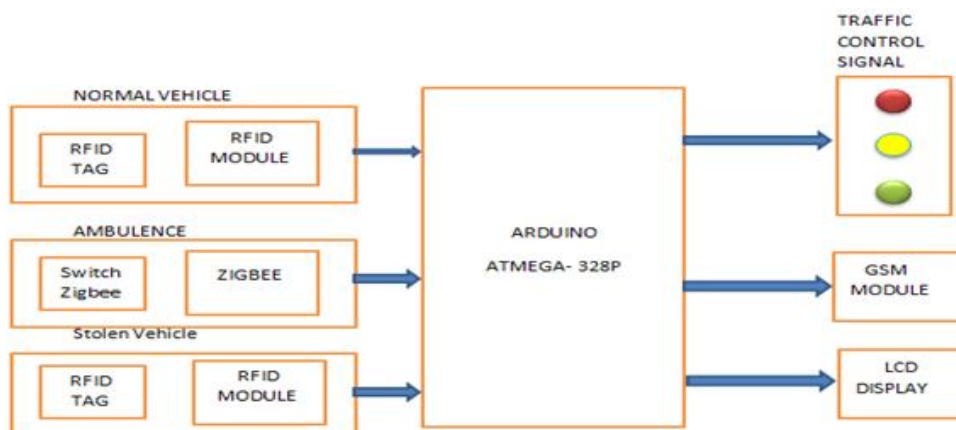 TRAFFIC
CONTROL
SIGNAL
NORMAL VEHICLE
RFID
TAG
RFID
MODULE
AMBULENCE
Switch
Zigbee
ZIGBEE
Stolen Vehicle
RFID
TAG
RFID
MODULE
ARDUINO
ATMEGA- 328P
GSM
MODULE
LCD
DISPLAY